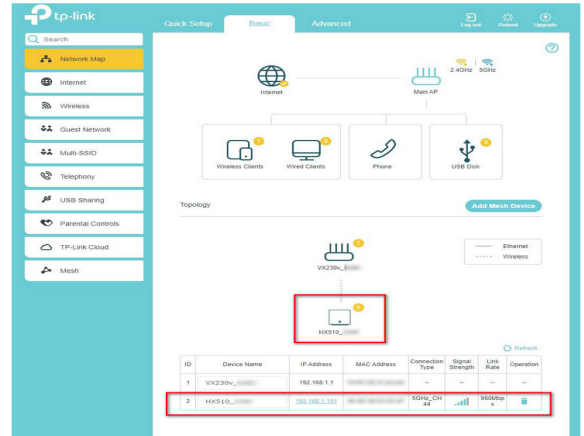 tp-link
Quick Setup Basic Advanced Log out Reboot Upgrade
Search
Network Map
Internet
Wireless
Guest Network
Multi-SSID
Telephony
USB Sharing
Parental Controls
TP-Link Cloud
Mesh
2.4GHz 5GHz
Internet Main AP
Wireless Clients Wired Clients Phone USB Disk
Topology Add Mesh Device
Ethernet
Wireless
VX230v_
HX510_
Refresh
ID Device Name IP Address MAC Address Connection Type Signal Strength Link Rate Operation
1 VX230v_ 192.168.1.1 -- -- -- --
2 HX510_ 192.168.1.101 5GHz_CH 44 960Mbps